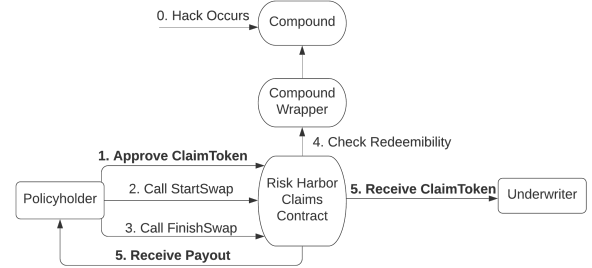 0. Hack Occurs
Compound
Compound
Wrapper
4. Check Redeemibility
1. Approve ClaimToken
Policyholder
2. Call StartSwap
Risk Harbor
Claims
Contract
5. Receive ClaimToken
Underwriter
3. Call FinishSwap
5. Receive Payout